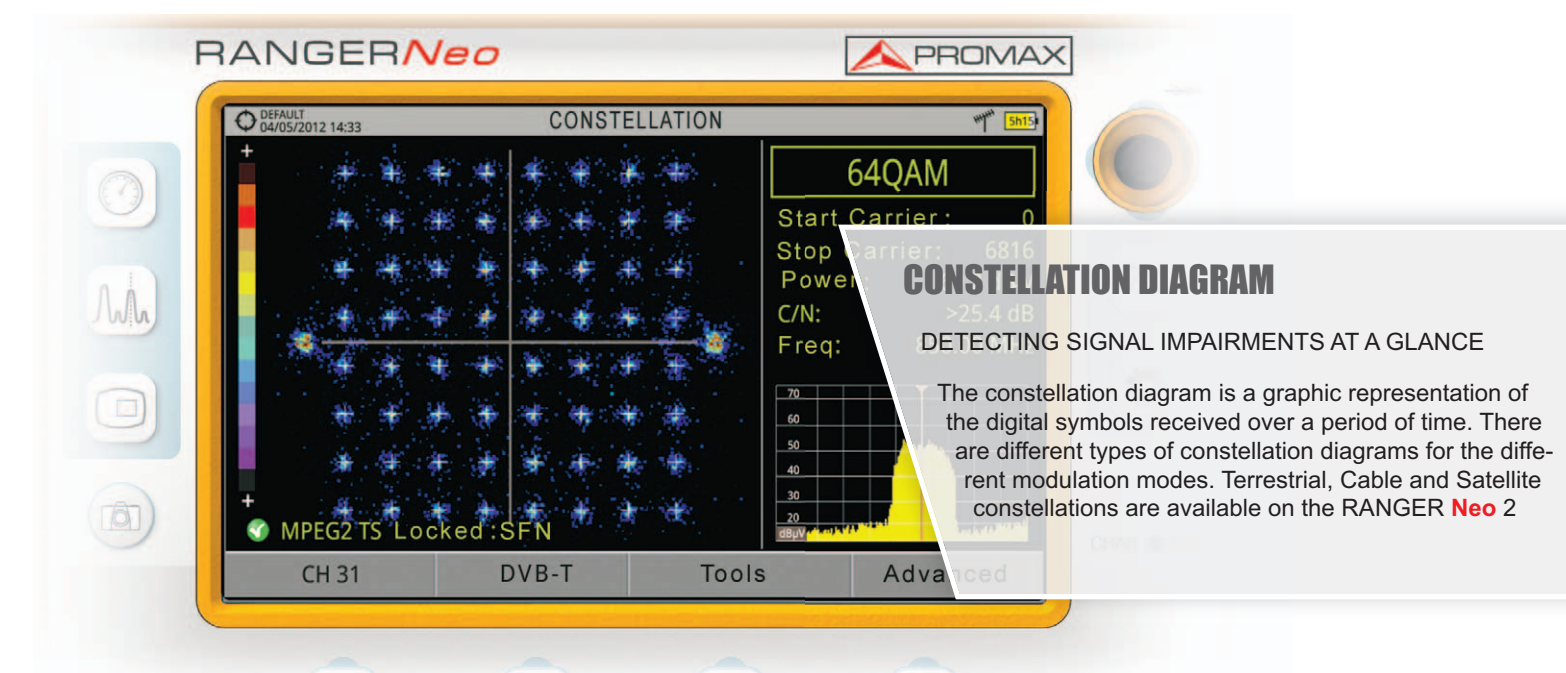 RANGERNeo
PROMAX
DEFAULT
04/05/2012 14:33
CONSTELLATION
5h15
+
64QAM
Start Carrier: 0
Stop Carrier: 6816
Power:
C/N: >25.4 dB
Freq:
70
60
50
40
30
20
dBµV
+
MPEG2 TS Locked :SFN
CH 31
DVB-T
Tools
Advanced
CONSTELLATION DIAGRAM
DETECTING SIGNAL IMPAIRMENTS AT A GLANCE
The constellation diagram is a graphic representation of
the digital symbols received over a period of time. There
are different types of constellation diagrams for the diffe-
rent modulation modes. Terrestrial, Cable and Satellite
constellations are available on the RANGER Neo 2